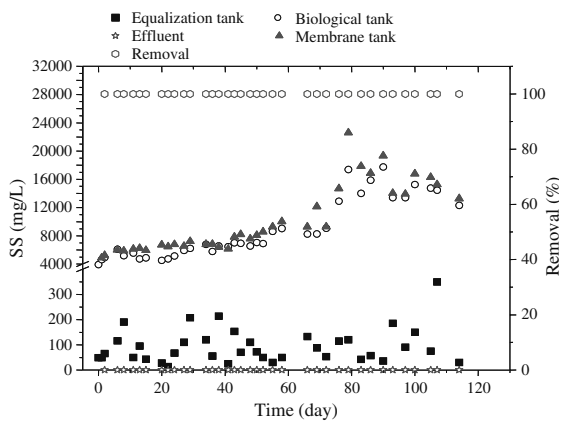 Equalization tank
Biological tank
Effluent
Membrane tank
Removal
32000
28000
24000
20000
16000
12000
8000
4000
300
200
100
0
SS (mg/L)
100
80
60
40
20
0
Removal (%)
0 20 40 60 80 100 120
Time (day)